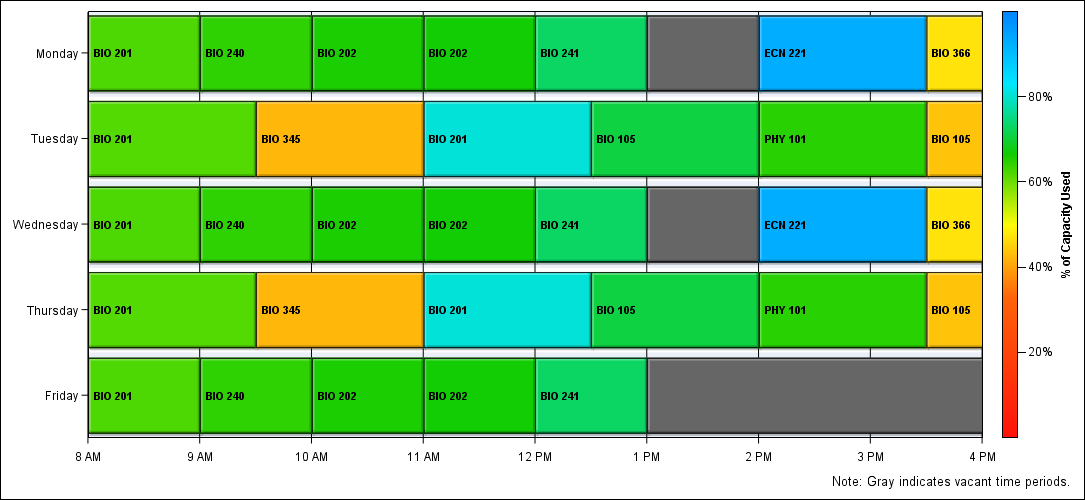 Monday
BIO 201 BIO 240 BIO 202 BIO 202 BIO 241 ECN 221 BIO 366
Tuesday
BIO 201 BIO 345 BIO 201 BIO 105 PHY 101 BIO 105
Wednesday
BIO 201 BIO 240 BIO 202 BIO 202 BIO 241 ECN 221 BIO 366
Thursday
BIO 201 BIO 345 BIO 201 BIO 105 PHY 101 BIO 105
Friday
BIO 201 BIO 240 BIO 202 BIO 202 BIO 241
8 AM 9 AM 10 AM 11 AM 12 PM 1 PM 2 PM 3 PM 4 PM
80%
60%
40%
20%
% of Capacity Used
Note: Gray indicates vacant time periods.